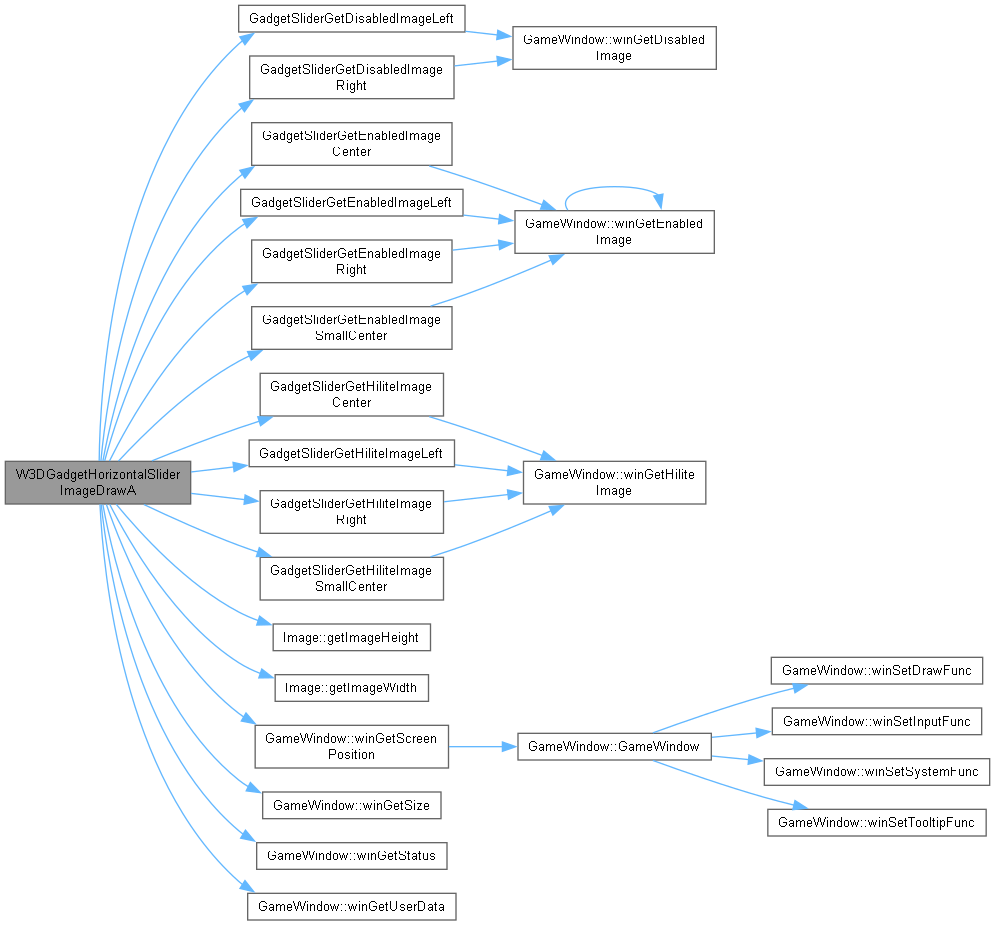 GadgetSliderGetDisabledImageLeft
GameWindow::winGetDisabled
Image
GadgetSliderGetDisabledImage
Right
GadgetSliderGetEnabledImage
Center
GadgetSliderGetEnabledImageLeft
GameWindow::winGetEnabled
Image
GadgetSliderGetEnabledImage
Right
GadgetSliderGetEnabledImage
SmallCenter
GadgetSliderGetHiliteImage
Center
GadgetSliderGetHiliteImageLeft
W3DGadgetHorizontalSlider
ImageDrawA
GameWindow::winGetHilite
Image
GadgetSliderGetHiliteImage
Right
GadgetSliderGetHiliteImage
SmallCenter
Image::getImageHeight
Image::getImageWidth
GameWindow::winGetScreen
Position
GameWindow::GameWindow
GameWindow::winSetDrawFunc
GameWindow::winSetInputFunc
GameWindow::winSetSystemFunc
GameWindow::winSetTooltipFunc
GameWindow::winGetSize
GameWindow::winGetStatus
GameWindow::winGetUserData